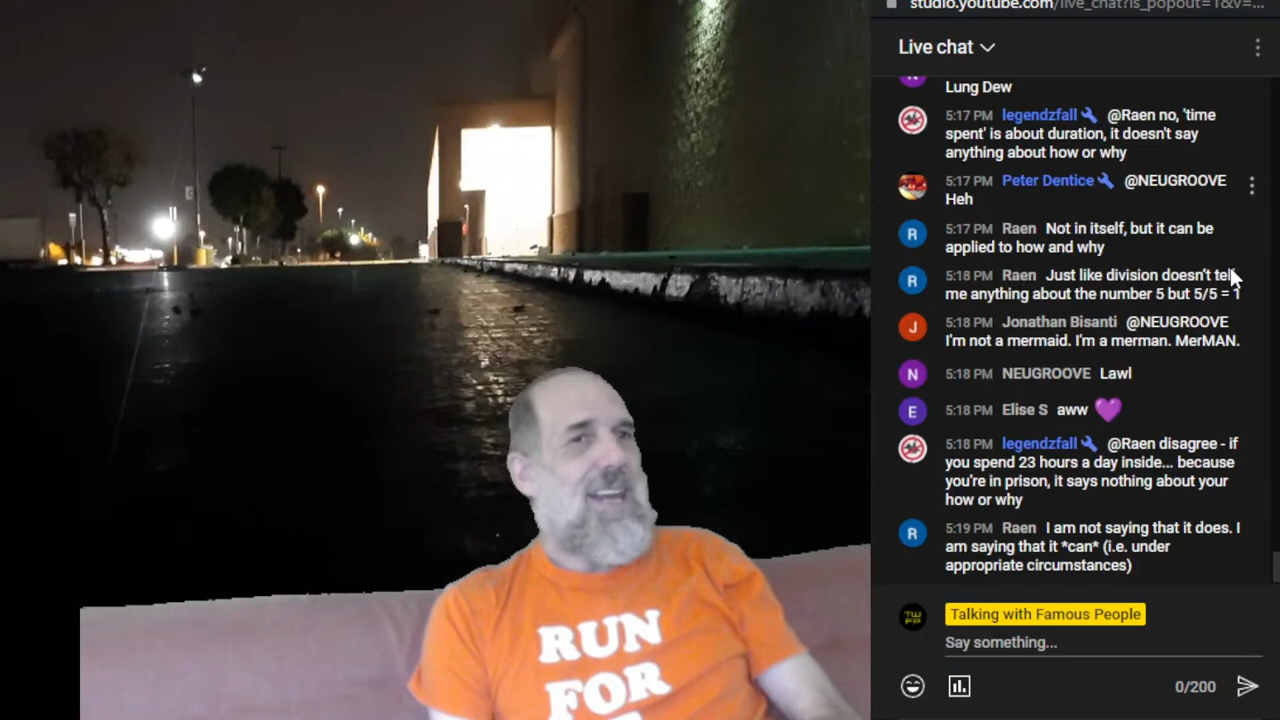 studio.youtube.com/live_chat?is_popout=1&v=...
Live chat
Lung Dew
5:17 PM legendzfall @Raen no, 'time
spent' is about duration, it doesn't say
anything about how or why
5:17 PM Peter Dentice @NEUGROOVE
Heh
R 5:17 PM Raen Not in itself, but it can be
applied to how and why
R 5:18 PM Raen Just like division doesn't tell
me anything about the number 5 but 5/5 = 1
J 5:18 PM Jonathan Bisanti @NEUGROOVE
I'm not a mermaid. I'm a merman. MerMAN.
N 5:18 PM NEUGROOVE Lawl
E 5:18 PM Elise S aww
5:18 PM legendzfall @Raen disagree - if
you spend 23 hours a day inside... because
you're in prison, it says nothing about your
how or why
R 5:19 PM Raen I am not saying that it does. I
am saying that it *can* (i.e. under
appropriate circumstances)
TW
FP
Talking with Famous People
Say something...
0/200
RUN
FOR